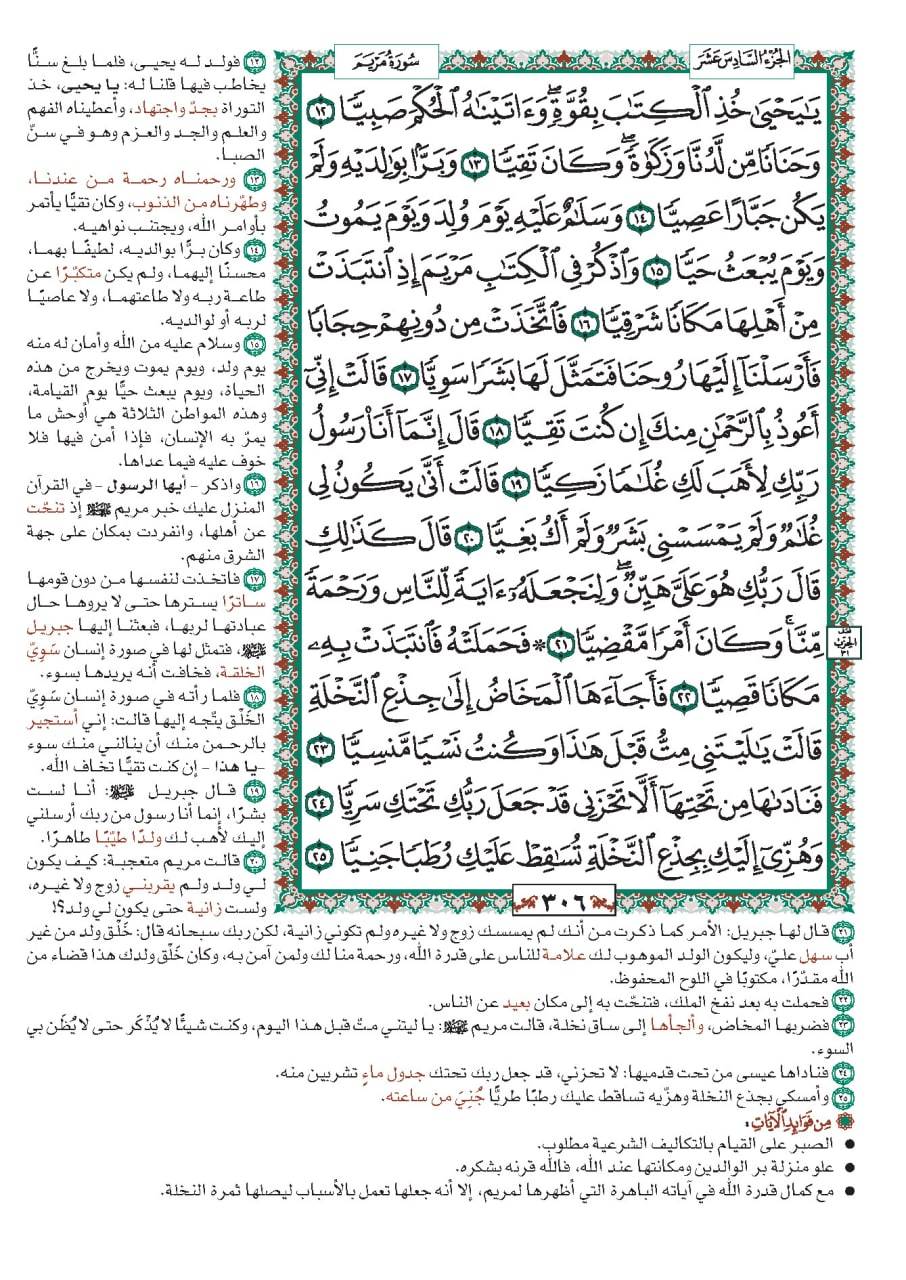 الجزء السادس عشر
سورة مريم
يَٰيَحْيَىٰ خُذِ ٱلْكِتَٰبَ بِقُوَّةٖۖ وَءَاتَيْنَٰهُ ٱلْحُكْمَ صَبِيّٗا ١٢
وَحَنَانٗا مِّن لَّدُنَّا وَزَكَوٰةٗۖ وَكَانَ تَقِيّٗا ١٣ وَبَرَّۢا بِوَٰلِدَيْهِ وَلَمْ
يَكُن جَبَّارًا عَصِيّٗا ١٤ وَسَلَٰمٌ عَلَيْهِ يَوْمَ وُلِدَ وَيَوْمَ يَمُوتُ
وَيَوْمَ يُبْعَثُ حَيّٗا ١٥ وَٱذْكُرْ فِي ٱلْكِتَٰبِ مَرْيَمَ إِذِ ٱنتَبَذَتْ
مِنْ أَهْلِهَا مَكَانٗا شَرْقِيّٗا ١٦ فَٱتَّخَذَتْ مِن دُونِهِمْ حِجَابٗا
فَأَرْسَلْنَآ إِلَيْهَا رُوحَنَا فَتَمَثَّلَ لَهَا بَشَرٗا سَوِيّٗا ١٧ قَالَتْ إِنِّيٓ
أَعُوذُ بِٱلرَّحْمَٰنِ مِنكَ إِن كُنتَ تَقِيّٗا ١٨ قَالَ إِنَّمَآ أَنَا۠ رَسُولُ
رَبِّكِ لِأَهَبَ لَكِ غُلَٰمٗا زَكِيّٗا ١٩ قَالَتْ أَنَّىٰ يَكُونُ لِي
غُلَٰمٞ وَلَمْ يَمْسَسْنِي بَشَرٞ وَلَمْ أَكُ بَغِيّٗا ٢٠ قَالَ كَذَٰلِكِ
قَالَ رَبُّكِ هُوَ عَلَيَّ هَيِّنٞۖ وَلِنَجْعَلَهُۥٓ ءَايَةٗ لِّلنَّاسِ وَرَحْمَةٗ
مِّنَّاۚ وَكَانَ أَمْرٗا مَّقْضِيّٗا ٢١ ۞ فَحَمَلَتْهُ فَٱنتَبَذَتْ بِهِۦ
مَكَانٗا قَصِيّٗا ٢٢ فَأَجَآءَهَا ٱلْمَخَاضُ إِلَىٰ جِذْعِ ٱلنَّخْلَةِ
قَالَتْ يَٰلَيْتَنِي مِتُّ قَبْلَ هَٰذَا وَكُنتُ نَسْيٗا مَّنسِيّٗا ٢٣
فَنَادَىٰهَا مِن تَحْتِهَآ أَلَّا تَحْزَنِي قَدْ جَعَلَ رَبُّكِ تَحْتَكِ سَرِيّٗا ٢٤
وَهُزِّيٓ إِلَيْكِ بِجِذْعِ ٱلنَّخْلَةِ تُسَٰقِطْ عَلَيْكِ رُطَبٗا جَنِيّٗا ٢٥
٣٠٦
الحزب
٣١
١٢ فولد له يحيى، فلما بلغ سنًّا
يخاطب فيها قلنا له: يا يحيى، خذ
التوراة بجدّ واجتهاد، وأعطيناه الفهم
والعلم والجد والعزم وهو في سنّ
الصبا.
١٣ ورحمناه رحمة من عندنا،
وطهّرناه من الذنوب، وكان تقيًّا يأتمر
بأوامر الله، ويجتنب نواهيه.
١٤ وكان برًّا بوالديه، لطيفًا بهما،
محسنًا إليهما، ولم يكن متكبّرًا عن
طاعة ربه ولا طاعتهما، ولا عاصيًا
لربه أو لوالديه.
١٥ وسلام عليه من الله وأمان له منه
يوم ولد، ويوم يموت ويخرج من هذه
الحياة، ويوم يبعث حيًّا يوم القيامة،
وهذه المواطن الثلاثة هي أوحش ما
يمرّ به الإنسان، فإذا أمن فيها فلا
خوف عليه فيما عداها.
١٦ واذكر - أيها الرسول - في القرآن
المنزل عليك خبر مريم إذ تنحّت
عن أهلها، وانفردت بمكان على جهة
الشرق منهم.
١٧ فاتخذت لنفسها من دون قومها
ساترًا يسترها حتى لا يروها حال
عبادتها لربها، فبعثنا إليها جبريل
، فتمثل لها في صورة إنسان سَوِيّ
الخلقة، فخافت أنه يريدها بسوء.
١٨ فلما رأته في صورة إنسان سَوِيّ
الخَلْق يتّجه إليها قالت: إني أستجير
بالرحمن منك أن ينالني منك سوء
-يا هذا - إن كنت تقيًّا تخاف الله.
١٩ قال جبريل : أنا لست
بشرًا، إنما أنا رسول من ربك أرسلني
إليك لأهب لك ولدًا طيّبًا طاهرًا.
٢٠ قالت مريم متعجبة: كيف يكون
لي ولد ولم يقربني زوج ولا غيره،
ولست زانية حتى يكون لي ولد؟!
٢١ قال لها جبريل: الأمر كما ذكرت من أنك لم يمسسك زوج ولا غيره ولم تكوني زانية، لكن ربك سبحانه قال: خَلْق ولد من غير
أب سهل عليّ، وليكون الولد الموهوب لك علامة للناس على قدرة الله، ورحمة منا لك ولمن آمن به، وكان خَلْق ولدك هذا قضاء من
الله مقدّرًا، مكتوبًا في اللوح المحفوظ.
٢٢ فحملت به بعد نفخ الملك، فتنحّت به إلى مكان بعيد عن الناس.
٢٣ فضربها المخاض، وألجأها إلى ساق نخلة، قالت مريم : يا ليتني متّ قبل هذا اليوم، وكنت شيئًا لا يُذْكَر حتى لا يُظَن بي
السوء.
٢٤ فناداها عيسى من تحت قدميها: لا تحزني، قد جعل ربك تحتك جدول ماءٍ تشربين منه.
٢٥ وأمسكي بجذع النخلة وهزّيه تساقط عليك رطبًا طريًّا جُنِيَ من ساعته.
مِن فَوَائِدِ ٱلْآيَاتِ:
● الصبر على القيام بالتكاليف الشرعية مطلوب.
● علو منزلة بر الوالدين ومكانتها عند الله، فالله قرنه بشكره.
● مع كمال قدرة الله في آياته الباهرة التي أظهرها لمريم، إلا أنه جعلها تعمل بالأسباب ليصلها ثمرة النخلة.